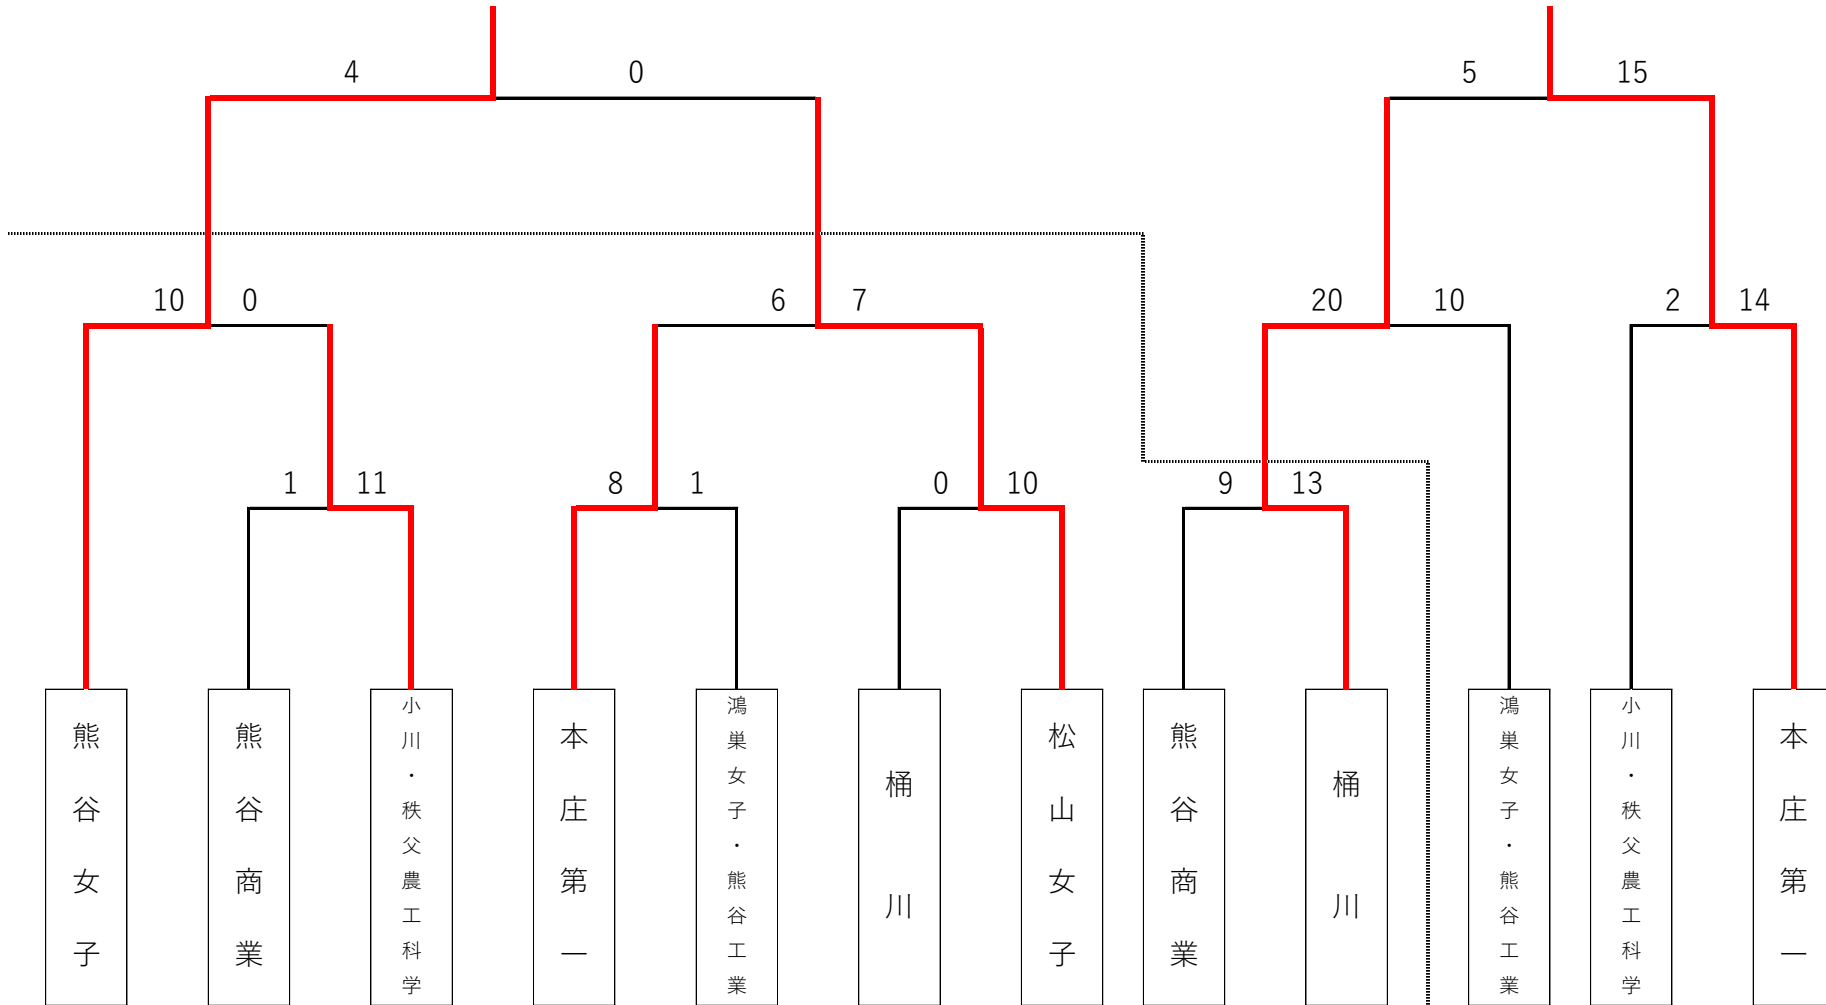 4 0 5 15
10 0 6 7 20 10 2 14
1 11 8 1 0 10 9 13
熊谷女子
熊谷商業
小川・秩父農工科学
本庄第一
鴻巣女子・熊谷工業
桶川
松山女子
熊谷商業
桶川
鴻巣女子・熊谷工業
小川・秩父農工科学
本庄第一